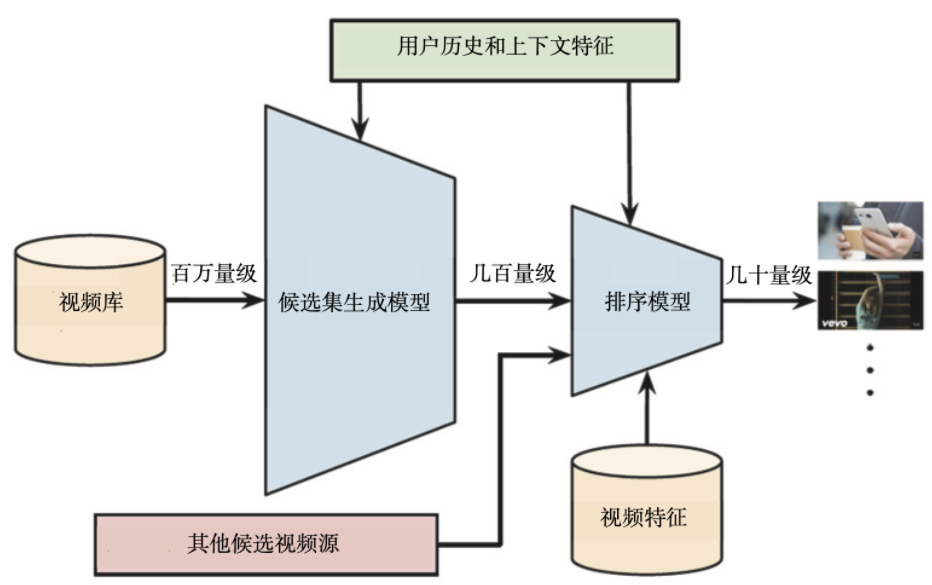 用户历史和上下文特征
视频库
百万量级
候选集生成模型
几百量级
排序模型
几十量级
vevo
其他候选视频源
视频特征